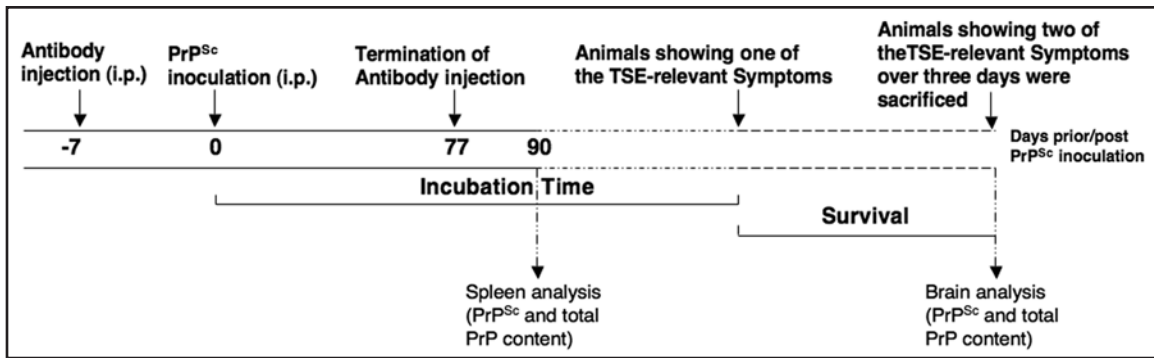 Antibody
injection (i.p.)
PrPSc
inoculation (i.p.)
Termination of
Antibody injection
Animals showing one of
the TSE-relevant Symptoms
Animals showing two of
theTSE-relevant Symptoms
over three days were
sacrificed
-7 0 77 90
Days prior/post
PrPSc inoculation
Incubation Time
Survival
Spleen analysis
(PrPSc and total
PrP content)
Brain analysis
(PrPSc and total
PrP content)